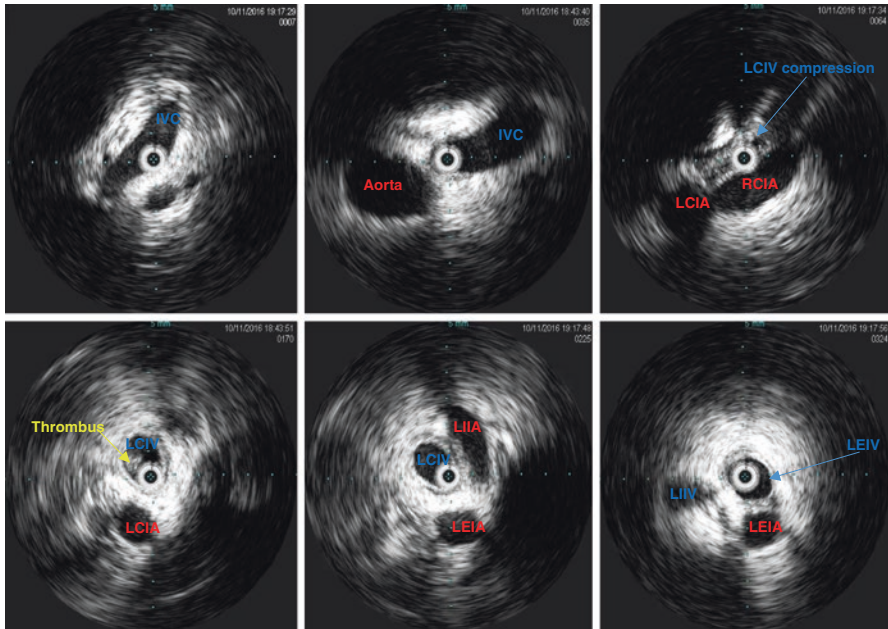 5 mm
10/11/2016 19:17:29
0007
IVC
10/11/2016 18:43:40
0035
IVC
Aorta
5 mm
10/11/2016 19:17:34
0064
LCIV compression
RCIA
LCIA
5 mm
10/11/2016 18:43:51
0170
Thrombus
LCIV
LCIA
5 mm
10/11/2016 19:17:48
0225
LIIA
LCIV
LEIA
5 mm
10/11/2016 19:17:56
0324
LEIV
LIIV
LEIA